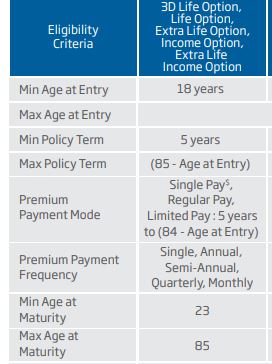 Eligibility
Criteria
3D Life Option,
Life Option,
Extra Life Option,
Income Option,
Extra Life
Income Option
Min Age at Entry
18 years
Max Age at Entry
Min Policy Term
5 years
Max Policy Term
(85 - Age at Entry)
Premium
Payment Mode
Single Pay$,
Regular Pay,
Limited Pay : 5 years
to (84 - Age at Entry)
Premium Payment
Frequency
Single, Annual,
Semi-Annual,
Quarterly, Monthly
Min Age at
Maturity
23
Max Age at
Maturity
85